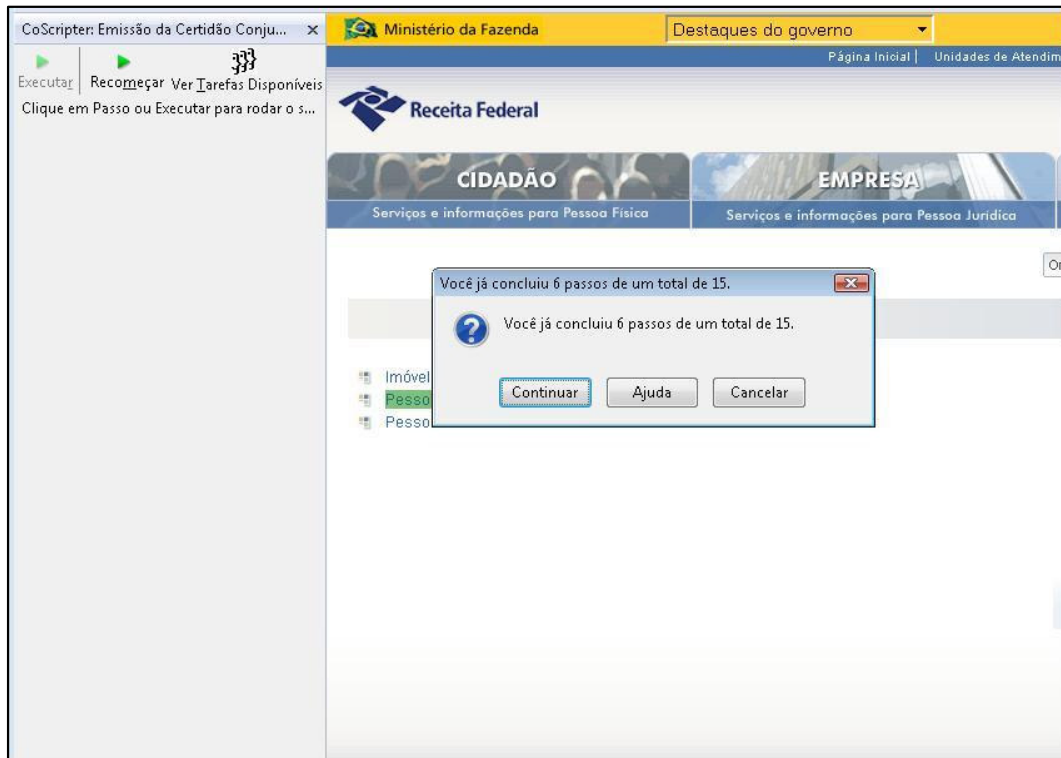 CoScripter: Emissão da Certidão Conju...
Executar Recomeçar Ver Tarefas Disponíveis
Clique em Passo ou Executar para rodar o s...
Ministério da Fazenda
Destaques do governo
Página Inicial | Unidades de Atendim
Receita Federal
CIDADÃO
Serviços e informações para Pessoa Física
EMPRESA
Serviços e informações para Pessoa Jurídica
Você já concluiu 6 passos de um total de 15.
Você já concluiu 6 passos de um total de 15.
Continuar Ajuda Cancelar
Imóvel
Pesso
Pesso